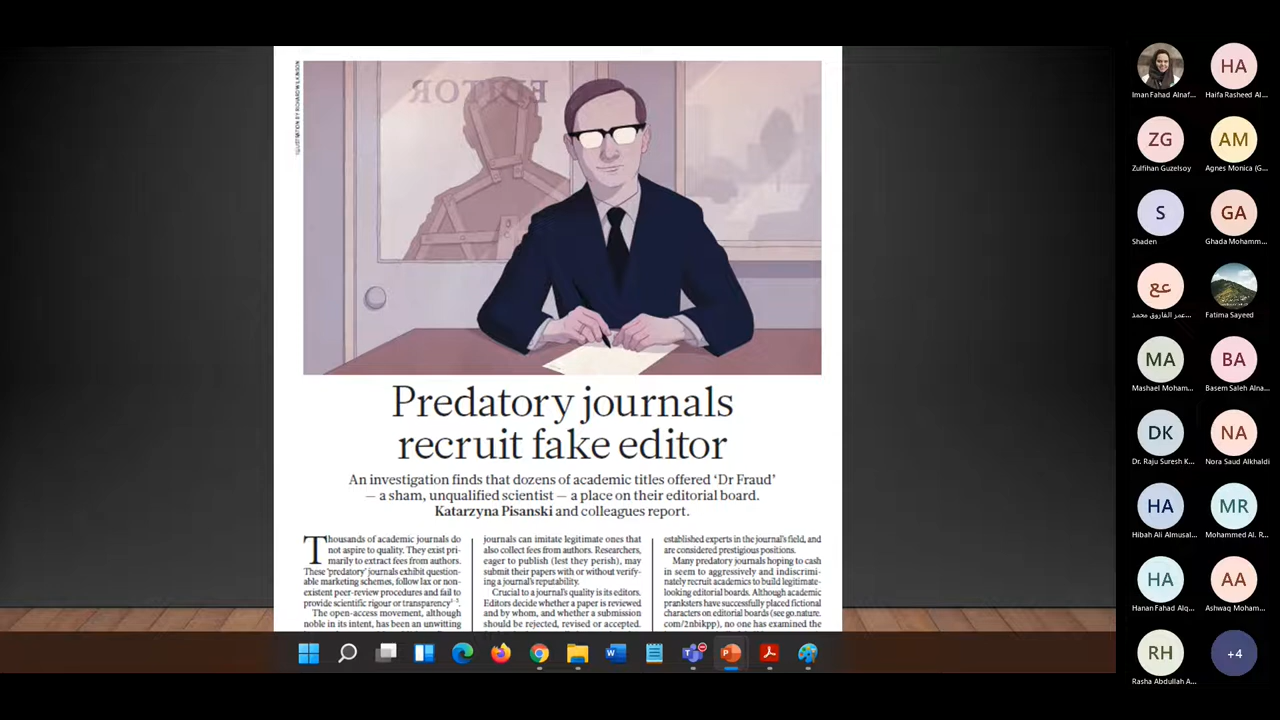 ILLUSTRATION BY RICHARD WILKINSON
EDITOR
Predatory journals
recruit fake editor
An investigation finds that dozens of academic titles offered ‘Dr Fraud’
— a sham, unqualified scientist — a place on their editorial board.
Katarzyna Pisanski and colleagues report.
Thousands of academic journals do
not aspire to quality. They exist pri-
marily to extract fees from authors.
These ‘predatory’ journals exhibit question-
able marketing schemes, follow lax or non-
existent peer-review procedures and fail to
provide scientific rigour or transparency
The open-access movement, although
noble in its intent, has been an unwitting
journals can imitate legitimate ones that
also collect fees from authors. Researchers,
eager to publish (lest they perish), may
submit their papers with or without verify-
ing a journal's reputability.
Crucial to a journal's quality is its editors.
Editors decide whether a paper is reviewed
and by whom, and whether a submission
should be rejected, revised or accepted.
established experts in the journal's field, and
are considered prestigious positions.
Many predatory journals hoping to cash
in seem to aggressively and indiscrimi-
nately recruit academics to build legitimate-
looking editorial boards. Although academic
pranksters have successfully placed fictional
characters on editorial boards (see go.nature.
com/2nbikpp), no one has examined the
Iman Fahad Alnaf...
HA
Haifa Rasheed Al...
ZG
Zulfihan Guzelsoy
AM
Agnes Monica (G...
S
Shaden
GA
Ghada Mohamm...
عع
عمر الفاروق محمد...
Fatima Sayeed
MA
Mashael Moham...
BA
Basem Saleh Alna...
DK
Dr. Raju Suresh K...
NA
Nora Saud Alkhaldi
HA
Hibah Ali Almusal...
MR
Mohammed Al. R...
HA
Hanan Fahad Alq...
AA
Ashwaq Moham...
RH
Rasha Abdullah A...
+4